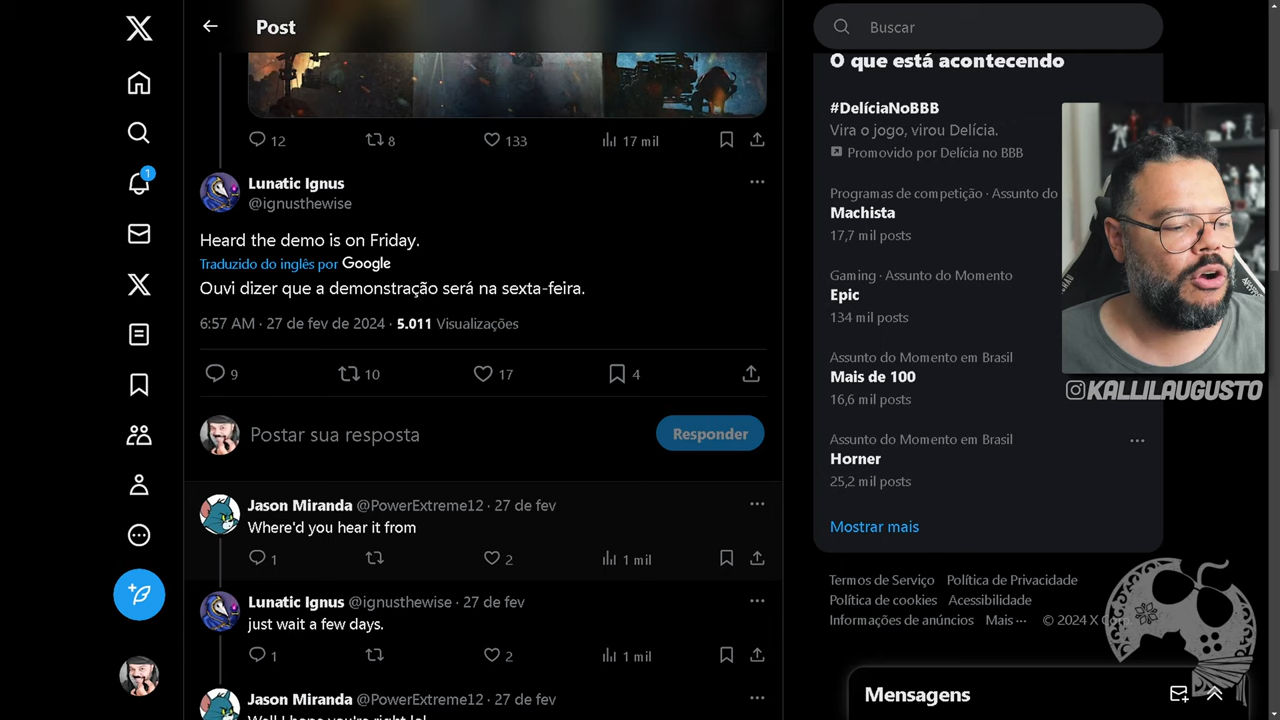 Post
12
8
133
17 mil
Lunatic Ignus
@ignusthewise
Heard the demo is on Friday.
Traduzido do inglês por Google
Ouvi dizer que a demonstração será na sexta-feira.
6:57 AM · 27 de fev de 2024 · 5.011 Visualizações
9
10
17
4
Postar sua resposta
Responder
Jason Miranda @PowerExtreme12 · 27 de fev
Where'd you hear it from
1
2
1 mil
Lunatic Ignus @ignusthewise · 27 de fev
just wait a few days.
1
2
1 mil
Jason Miranda @PowerExtreme12 · 27 de fev
Well I hope you're right lol
1
Buscar
O que está acontecendo
#DelíciaNoBBB
Vira o jogo, virou Delícia.
Promovido por Delícia no BBB
Programas de competição · Assunto do
Machista
17,7 mil posts
Gaming · Assunto do Momento
Epic
134 mil posts
Assunto do Momento em Brasil
Mais de 100
16,6 mil posts
Assunto do Momento em Brasil
Horner
25,2 mil posts
Mostrar mais
Termos de Serviço Política de Privacidade
Política de cookies Acessibilidade
Informações de anúncios Mais ··· © 2024 X Corp.
Mensagens
KALLILAUGUSTO